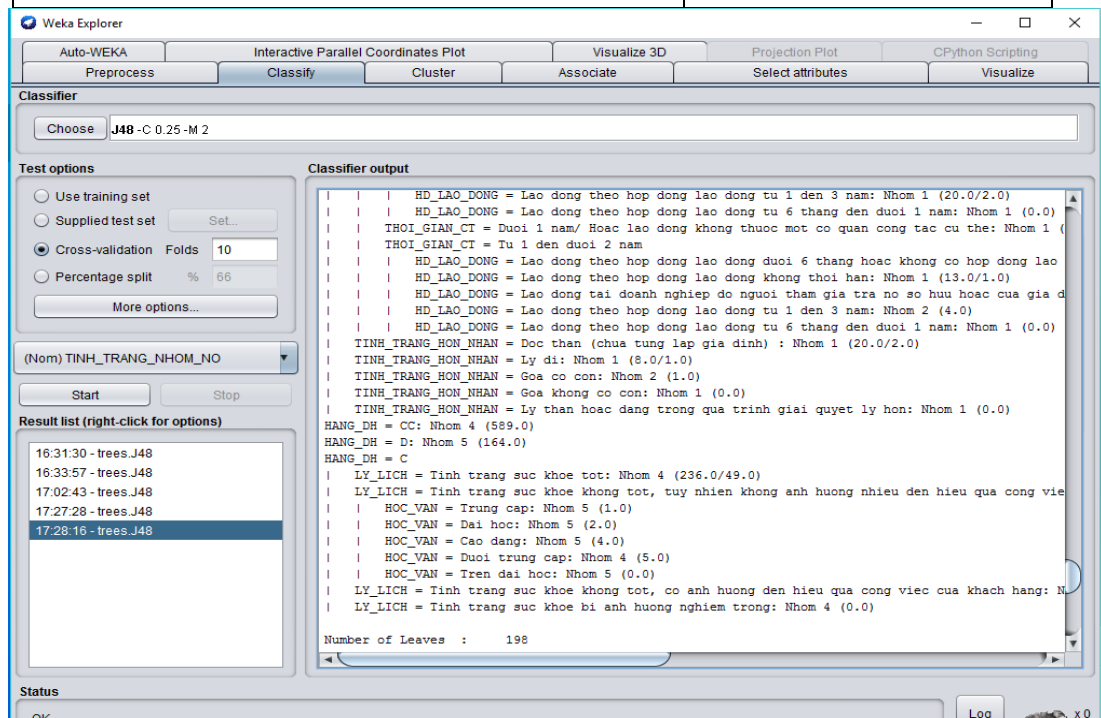 Weka Explorer
Auto-WEKA Interactive Parallel Coordinates Plot Visualize 3D Projection Plot CPython Scripting
Preprocess Classify Cluster Associate Select attributes Visualize
Classifier
Choose J48 -C 0.25 -M 2
Test options
Use training set
Supplied test set Set...
Cross-validation Folds 10
Percentage split % 66
More options...
(Nom) TINH_TRANG_NHOM_NO
Start Stop
Result list (right-click for options)
16:31:30 - trees.J48
16:33:57 - trees.J48
17:02:43 - trees.J48
17:27:28 - trees.J48
17:28:16 - trees.J48
Classifier output
| | | HD_LAO_DONG = Lao dong theo hop dong lao dong tu 1 den 3 nam: Nhom 1 (20.0/2.0)
| | | HD_LAO_DONG = Lao dong theo hop dong lao dong tu 6 thang den duoi 1 nam: Nhom 1 (0.0)
| | THOI_GIAN_CT = Duoi 1 nam/ Hoac lao dong khong thuoc mot co quan cong tac cu the: Nhom 1 (
| | THOI_GIAN_CT = Tu 1 den duoi 2 nam
| | | HD_LAO_DONG = Lao dong theo hop dong lao dong duoi 6 thang hoac khong co hop dong lao
| | | HD_LAO_DONG = Lao dong theo hop dong lao dong khong thoi han: Nhom 1 (13.0/1.0)
| | | HD_LAO_DONG = Lao dong tai doanh nghiep do nguoi tham gia tra no so huu hoac cua gia d
| | | HD_LAO_DONG = Lao dong theo hop dong lao dong tu 1 den 3 nam: Nhom 2 (4.0)
| | | HD_LAO_DONG = Lao dong theo hop dong lao dong tu 6 thang den duoi 1 nam: Nhom 1 (0.0)
| TINH_TRANG_HON_NHAN = Doc than (chua tung lap gia dinh) : Nhom 1 (20.0/2.0)
| TINH_TRANG_HON_NHAN = Ly di: Nhom 1 (8.0/1.0)
| TINH_TRANG_HON_NHAN = Goa co con: Nhom 2 (1.0)
| TINH_TRANG_HON_NHAN = Goa khong co con: Nhom 1 (0.0)
| TINH_TRANG_HON_NHAN = Ly than hoac dang trong qua trinh giai quyet ly hon: Nhom 1 (0.0)
HANG_DH = CC: Nhom 4 (589.0)
HANG_DH = D: Nhom 5 (164.0)
HANG_DH = C
| LY_LICH = Tinh trang suc khoe tot: Nhom 4 (236.0/49.0)
| LY_LICH = Tinh trang suc khoe khong tot, tuy nhien khong anh huong nhieu den hieu qua cong vie
| | HOC_VAN = Trung cap: Nhom 5 (1.0)
| | HOC_VAN = Dai hoc: Nhom 5 (2.0)
| | HOC_VAN = Cao dang: Nhom 5 (4.0)
| | HOC_VAN = Duoi trung cap: Nhom 4 (5.0)
| | HOC_VAN = Tren dai hoc: Nhom 5 (0.0)
| LY_LICH = Tinh trang suc khoe khong tot, co anh huong den hieu qua cong viec cua khach hang: N
| LY_LICH = Tinh trang suc khoe bi anh huong nghiem trong: Nhom 4 (0.0)
Number of Leaves : 198
Status
OK
Log x 0